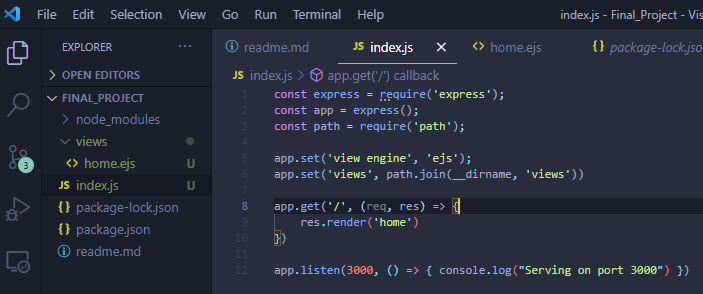 File Edit Selection View Go Run Terminal Help index.js - Final_Project - Vis
EXPLORER ...
OPEN EDITORS
FINAL_PROJECT
node_modules
views
home.ejs U
JS index.js U
{} package-lock.json
{} package.json
readme.md
3
readme.md JS index.js × home.ejs package-lock.jso
JS index.js > app.get('/') callback
1 const express = require('express');
2 const app = express();
3 const path = require('path');
4
5 app.set('view engine', 'ejs');
6 app.set('views', path.join(__dirname, 'views'))
7
8 app.get('/', (req, res) => {
9 res.render('home')
10 })
11
12 app.listen(3000, () => { console.log("Serving on port 3000") })